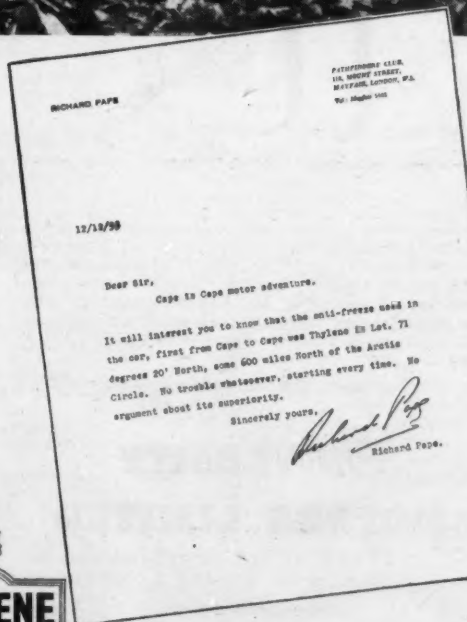 RICHARD PAPE
PATHFINDERS CLUB,
MOUNT STREET,
MAYFAIR, LONDON, W.1.
Tel:
12/12/55
Dear Sir,
Cape to Cape motor adventure.
It will interest you to know that the anti-freeze used in
the car, first from Cape to Cape was Thylene in Lat. 71
degrees 20' North, some 600 miles North of the Arctic
Circle. No trouble whatsoever, starting every time. No
argument about its superiority.
Sincerely yours,
Richard Pape
Richard Pape.
ENE